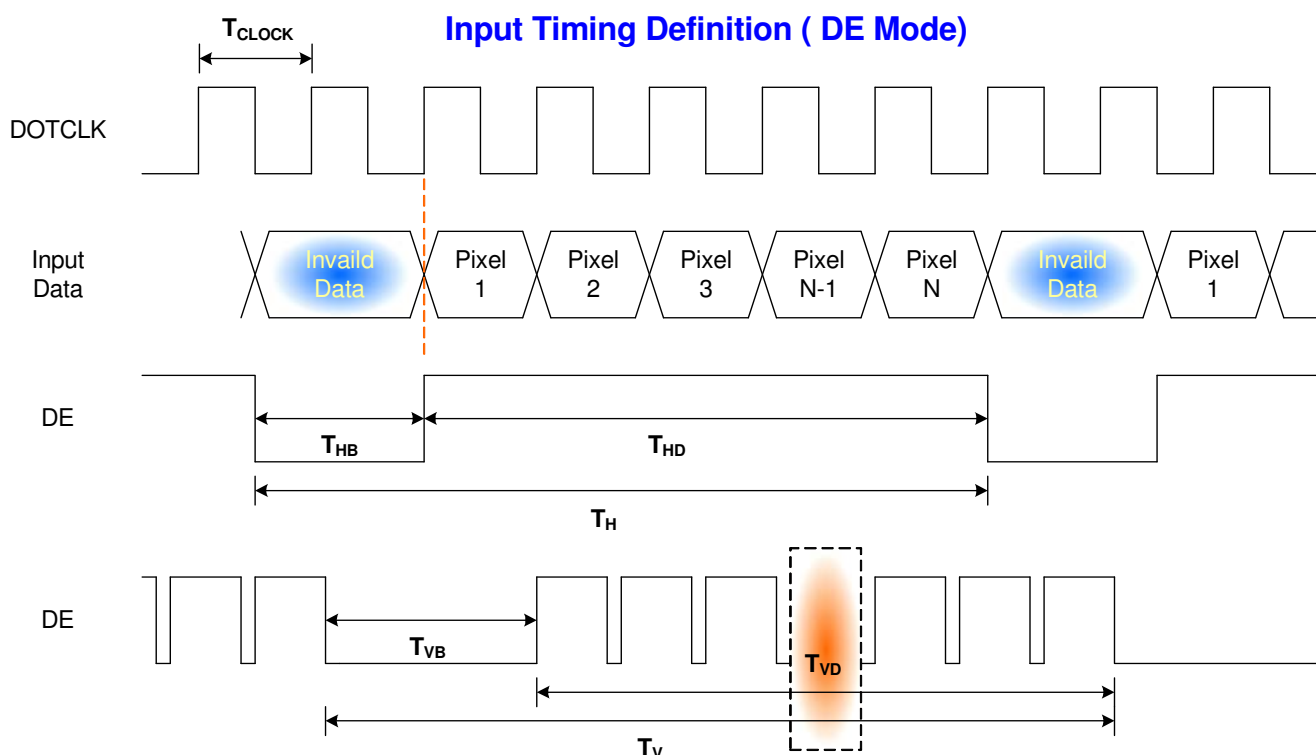 Input Timing Definition ( DE Mode)
TCLOCK
DOTCLK
Input
Data
Invaild
Data
Pixel
1
Pixel
2
Pixel
3
Pixel
N-1
Pixel
N
Invaild
Data
Pixel
1
DE
THB
THD
TH
DE
TVB
TVD
TV